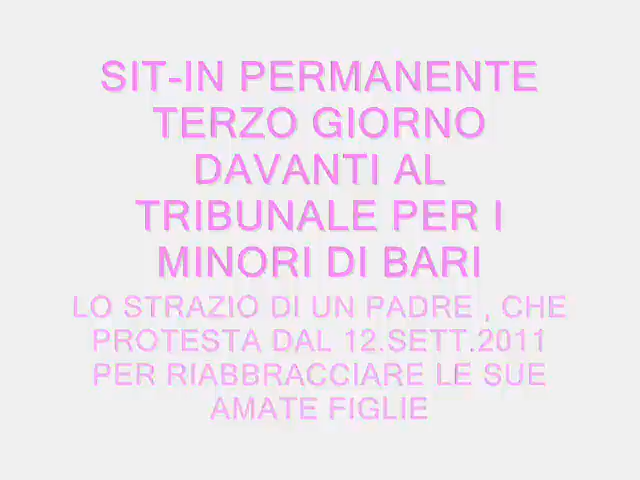 SIT-IN PERMANENTE
TERZO GIORNO
DAVANTI AL
TRIBUNALE PER I
MINORI DI BARI
LO STRAZIO DI UN PADRE , CHE
PROTESTA DAL 12.SETT.2011
PER RIABBRACCIARE LE SUE
AMATE FIGLIE